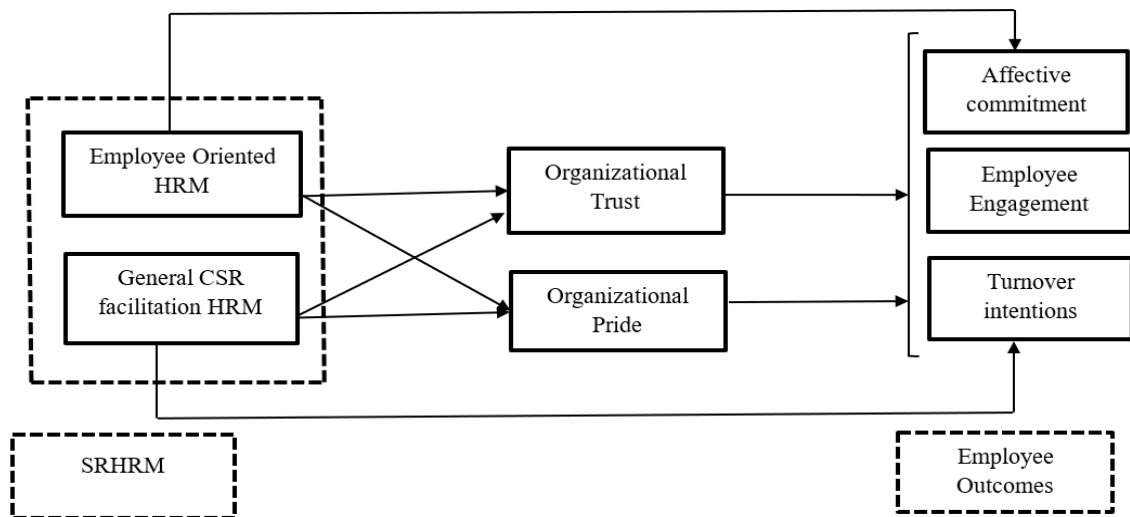 Employee Oriented
HRM
General CSR
facilitation HRM
Organizational
Trust
Organizational
Pride
Affective
commitment
Employee
Engagement
Turnover
intentions
SRHRM
Employee
Outcomes